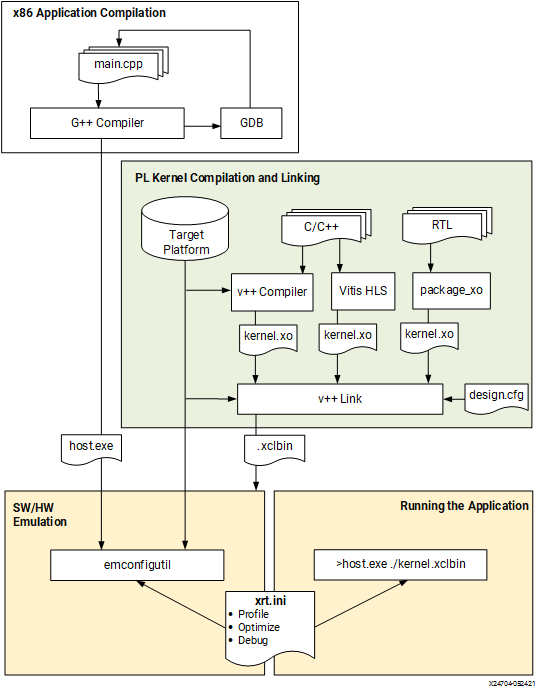 x86 Application Compilation
main.cpp
G++ Compiler
GDB
PL Kernel Compilation and Linking
Target
Platform
C/C++
RTL
v++ Compiler
Vitis HLS
package_xo
kernel.xo
kernel.xo
kernel.xo
v++ Link
design.cfg
host.exe
.xclbin
SW/HW
Emulation
Running the Application
emconfigutil
>host.exe ./kernel.xclbin
xrt.ini
• Profile
• Optimize
• Debug
X24704-052421